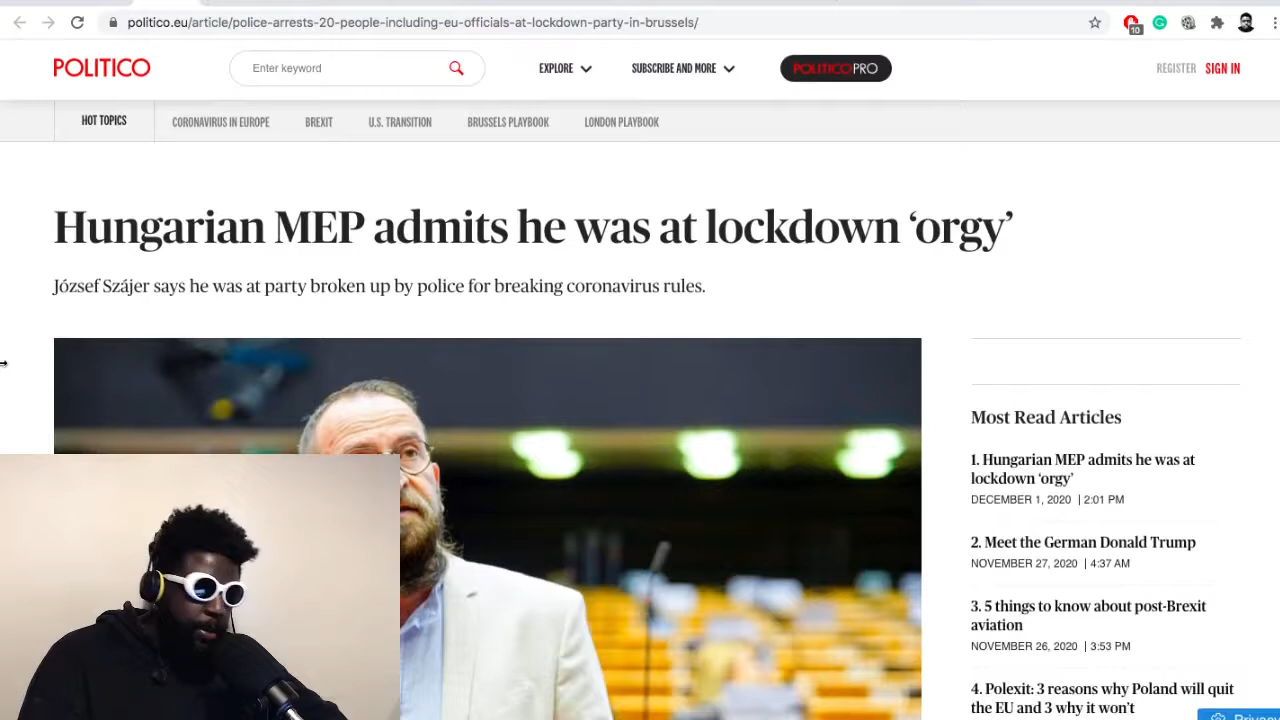 politico.eu/article/police-arrests-20-people-including-eu-officials-at-lockdown-party-in-brussels/
10
POLITICO
Enter keyword
EXPLORE
SUBSCRIBE AND MORE
POLITICO PRO
REGISTER SIGN IN
HOT TOPICS
CORONAVIRUS IN EUROPE
BREXIT
U.S. TRANSITION
BRUSSELS PLAYBOOK
LONDON PLAYBOOK
Hungarian MEP admits he was at lockdown ‘orgy’
József Szájer says he was at party broken up by police for breaking coronavirus rules.
Most Read Articles
1. Hungarian MEP admits he was at
lockdown ‘orgy’
DECEMBER 1, 2020 | 2:01 PM
2. Meet the German Donald Trump
NOVEMBER 27, 2020 | 4:37 AM
3. 5 things to know about post-Brexit
aviation
NOVEMBER 26, 2020 | 3:53 PM
4. Polexit: 3 reasons why Poland will quit
the EU and 3 why it won’t